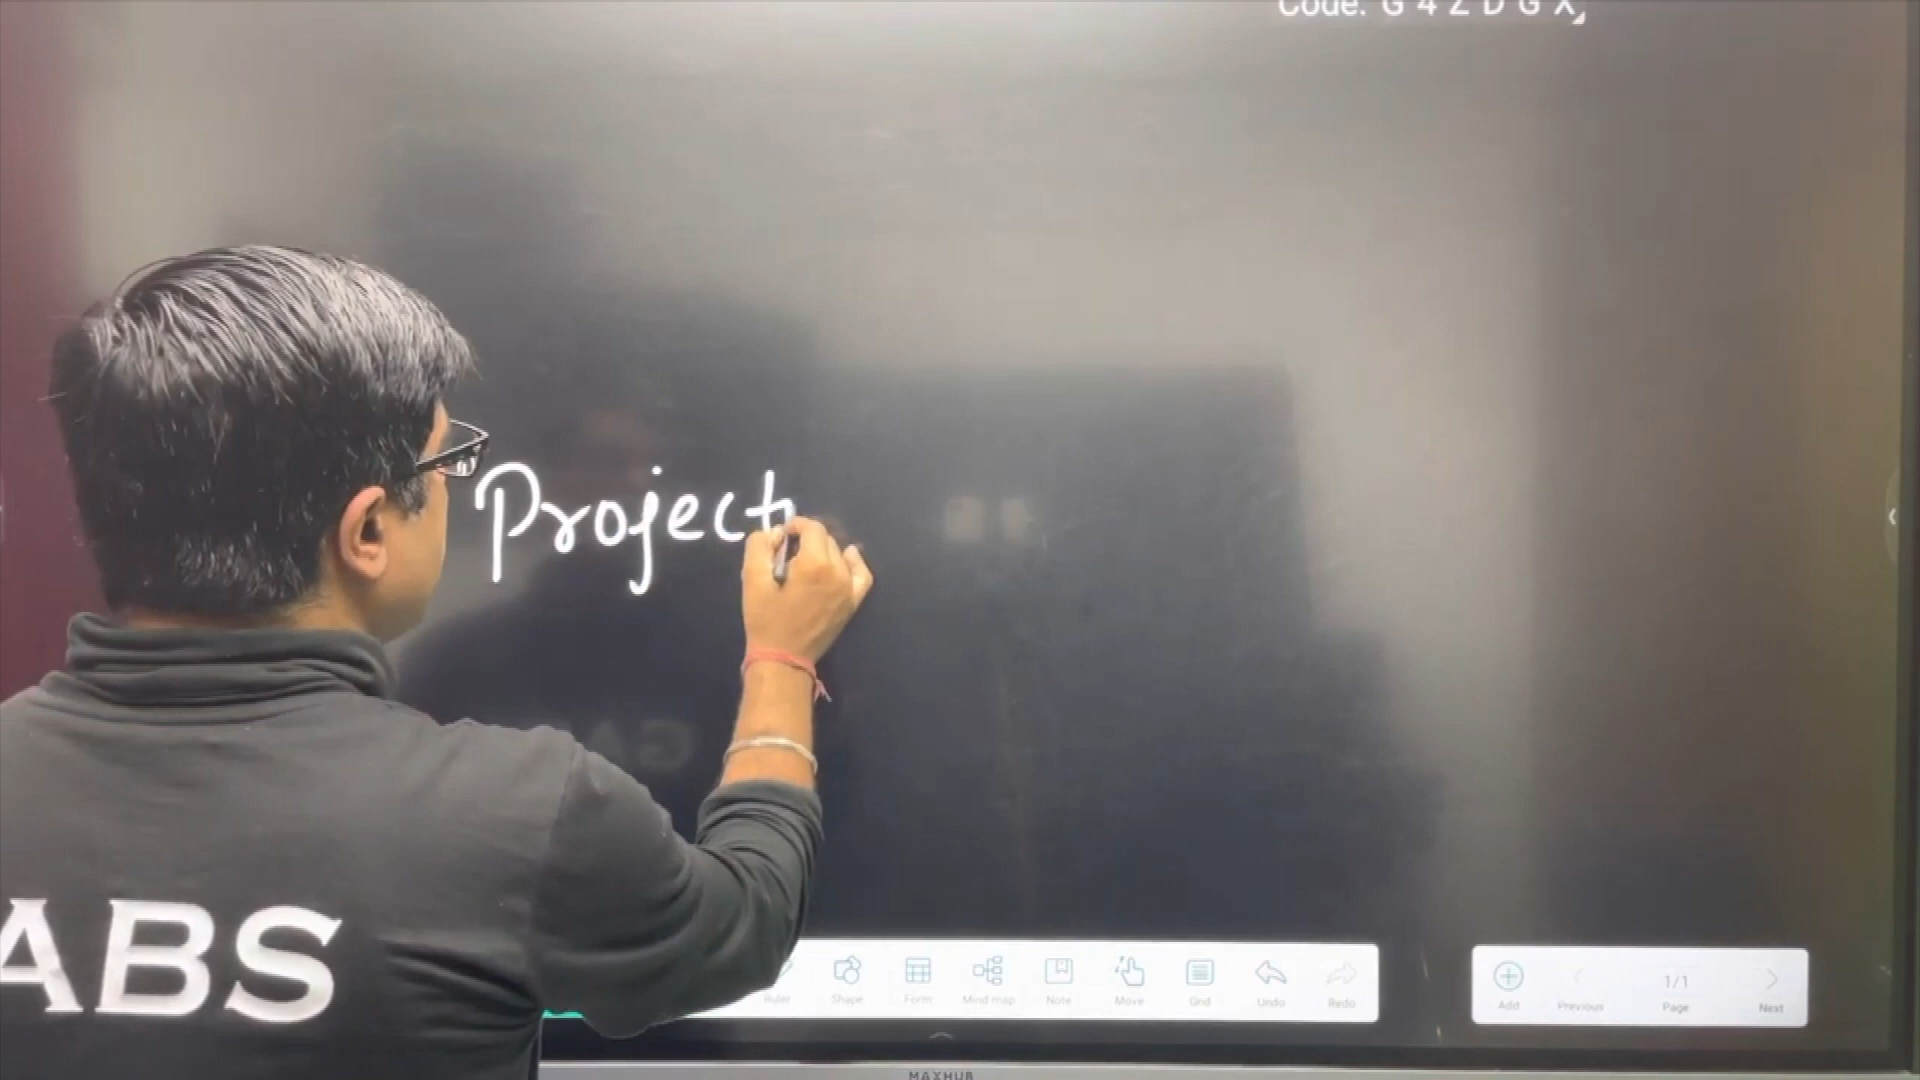 Code: G 4 Z D G X
Project
ABS
Ruler Shape Form Mind map Note Move Grid Undo Redo
Add Previous 1/1 Page Next
MAXHUB